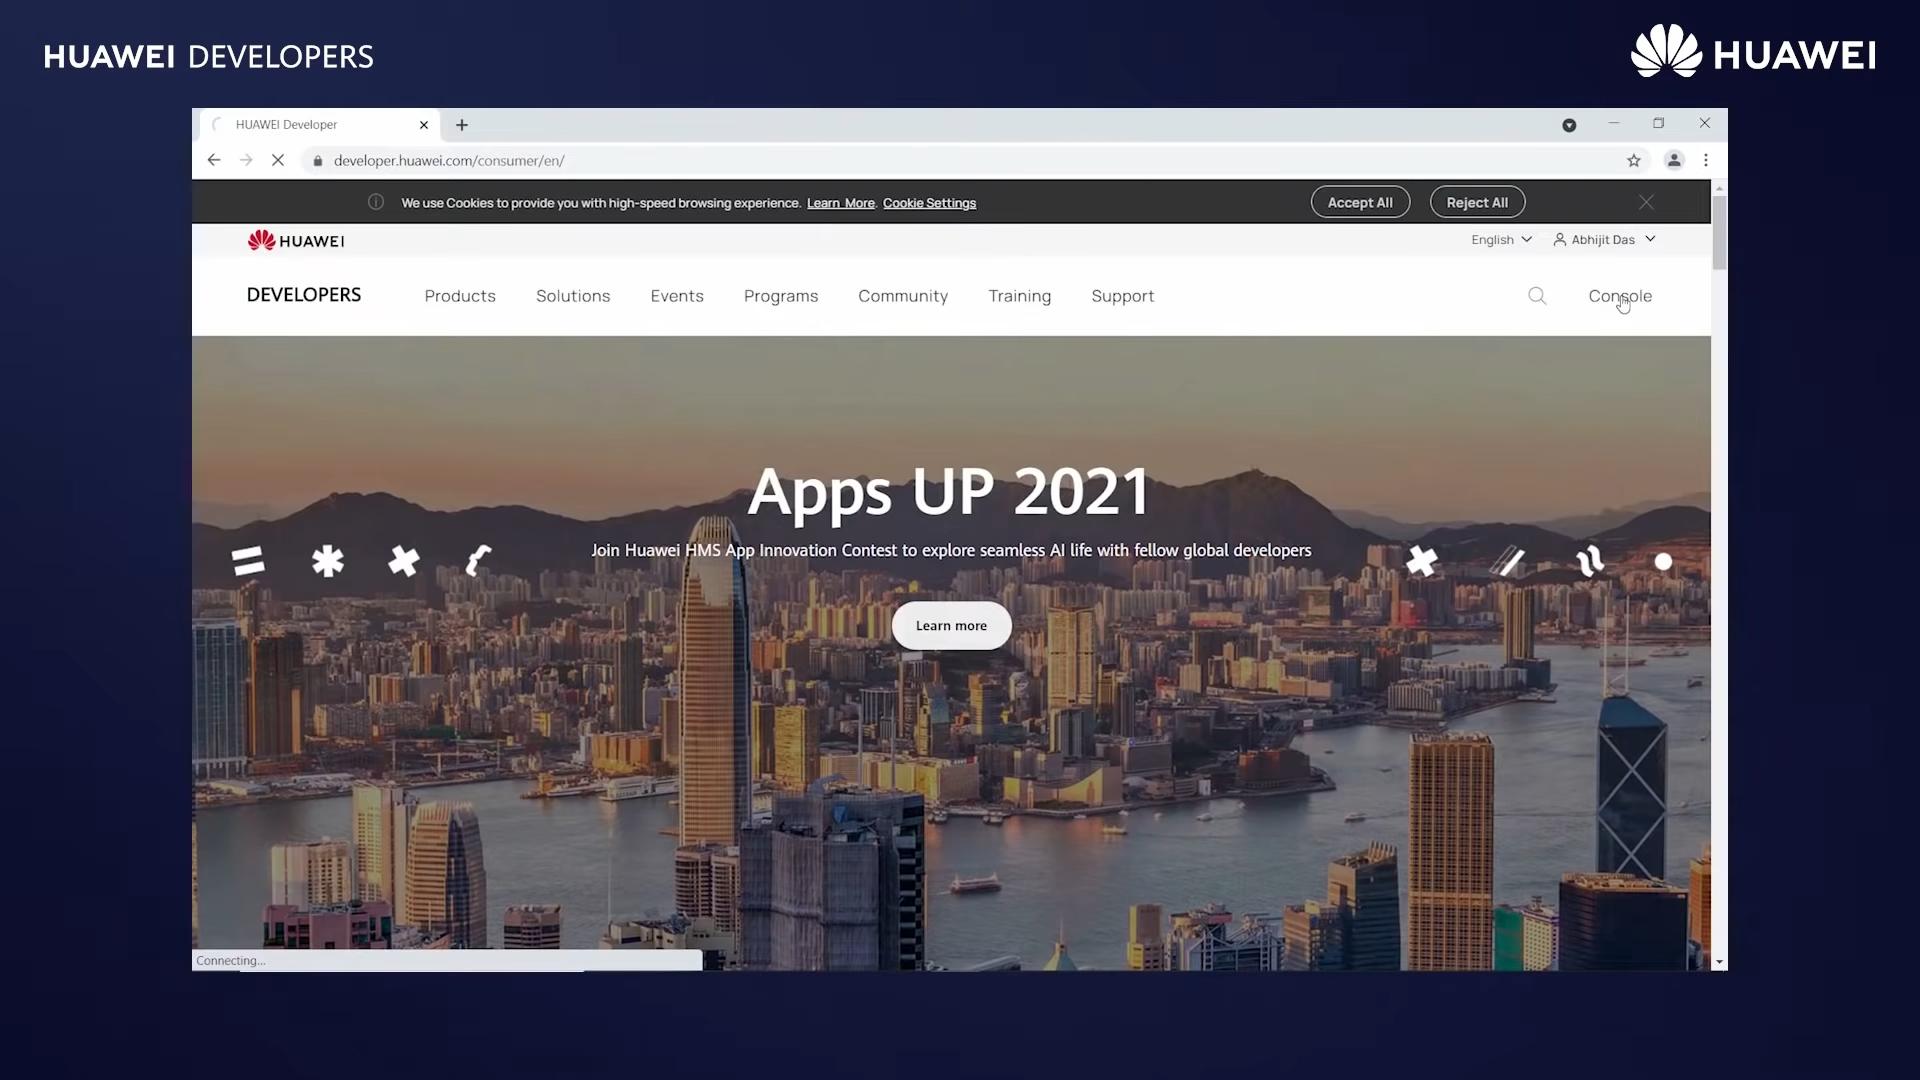 HUAWEI DEVELOPERS
HUAWEI
HUAWEI Developer
developer.huawei.com/consumer/en/
We use Cookies to provide you with high-speed browsing experience. Learn More. Cookie Settings
Accept All
Reject All
HUAWEI
English
Abhijit Das
DEVELOPERS
Products
Solutions
Events
Programs
Community
Training
Support
Console
Apps UP 2021
Join Huawei HMS App Innovation Contest to explore seamless AI life with fellow global developers
Learn more
Connecting...